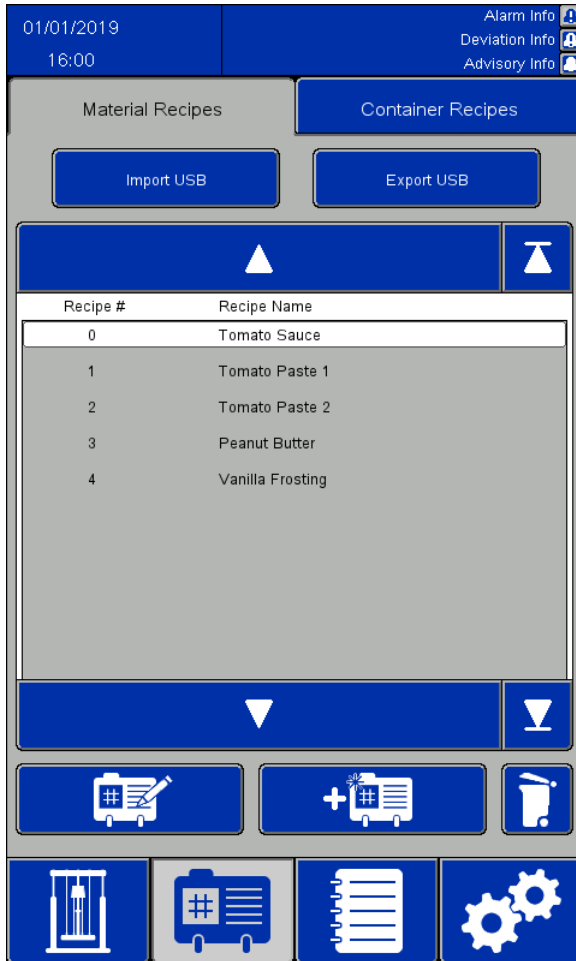 01/01/2019
16:00
Alarm Info
Deviation Info
Advisory Info
Material Recipes
Container Recipes
Import USB
Export USB
Recipe # Recipe Name
0 Tomato Sauce
1 Tomato Paste 1
2 Tomato Paste 2
3 Peanut Butter
4 Vanilla Frosting
#
+ #
#